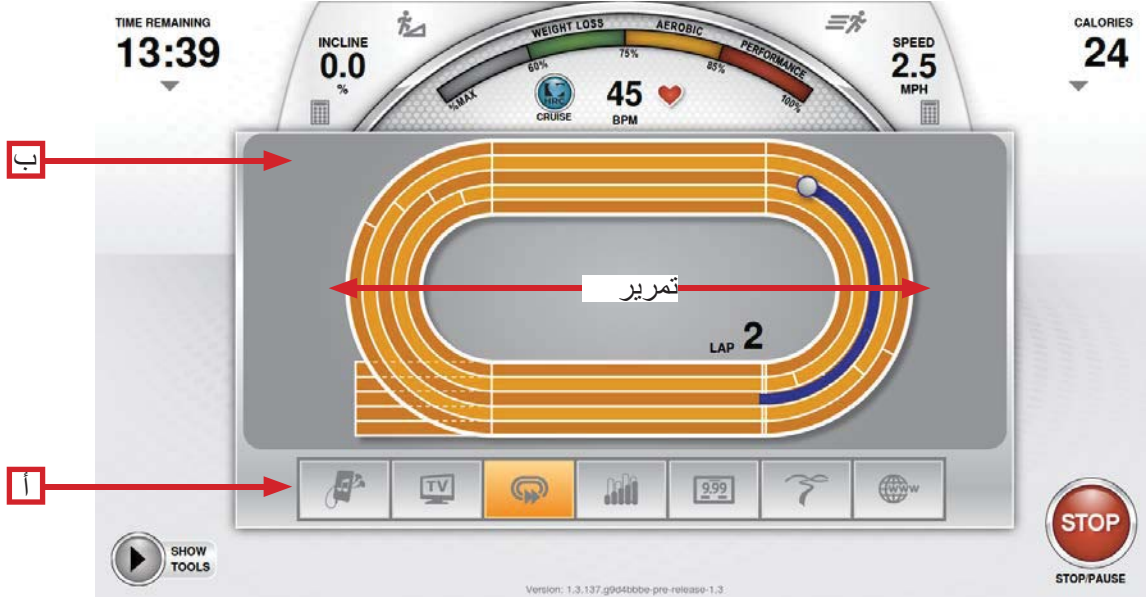 TIME REMAINING
13:39
INCLINE
0.0
%
WEIGHT LOSS
AEROBIC
PERFORMANCE
%MAX
60%
75%
85%
100%
HRC
CRUISE
45
BPM
SPEED
2.5
MPH
CALORIES
24
ب
تمرير
LAP 2
أ
TV
9.99
www
SHOW
TOOLS
STOP
STOP/PAUSE
Version: 1.3.137.g9d4bbbe-pre-release-1.3